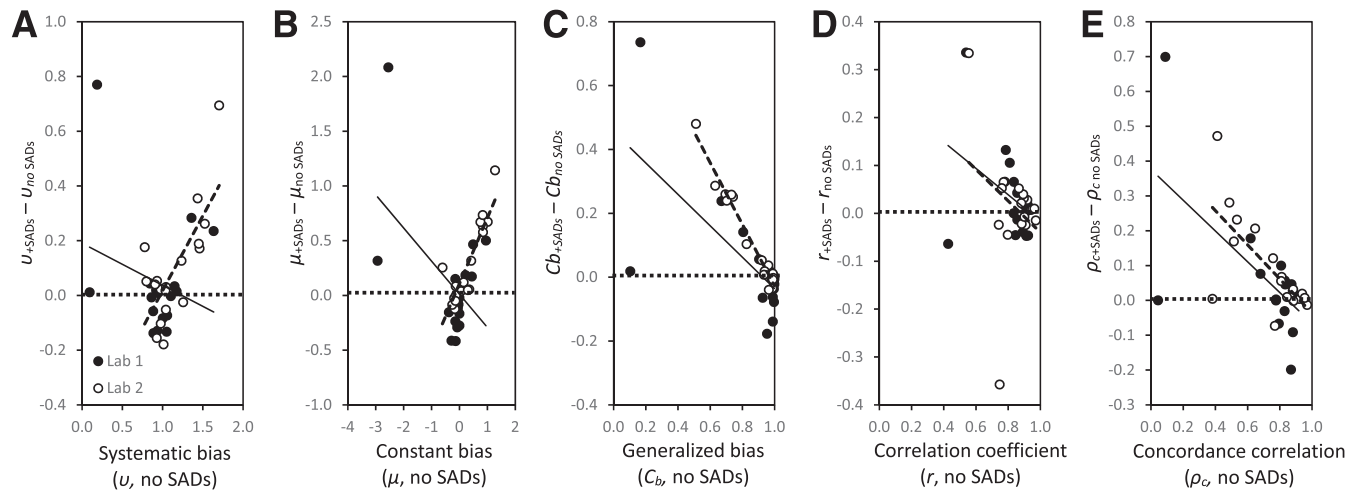 A
υ+SADs – υno SADs
1.0
0.8
0.6
0.4
0.2
0.0
-0.2
-0.4
Lab 1
Lab 2
0.0 0.5 1.0 1.5 2.0
Systematic bias
(υ, no SADs)
B
μ+SADs – μno SADs
2.5
2.0
1.5
1.0
0.5
0.0
-0.5
-1.0
-4 -3 -2 -1 0 1 2
Constant bias
(μ, no SADs)
C
Cb+SADs – Cbno SADs
0.8
0.6
0.4
0.2
0.0
-0.2
-0.4
0.0 0.2 0.4 0.6 0.8 1.0
Generalized bias
(Cb, no SADs)
D
r+SADs – rno SADs
0.4
0.3
0.2
0.1
0.0
-0.1
-0.2
-0.3
-0.4
0.0 0.2 0.4 0.6 0.8 1.0
Correlation coefficient
(r, no SADs)
E
ρc+SADs – ρc no SADs
0.8
0.7
0.6
0.5
0.4
0.3
0.2
0.1
0.0
-0.1
-0.2
-0.3
0.0 0.2 0.4 0.6 0.8 1.0
Concordance correlation
(ρc, no SADs)